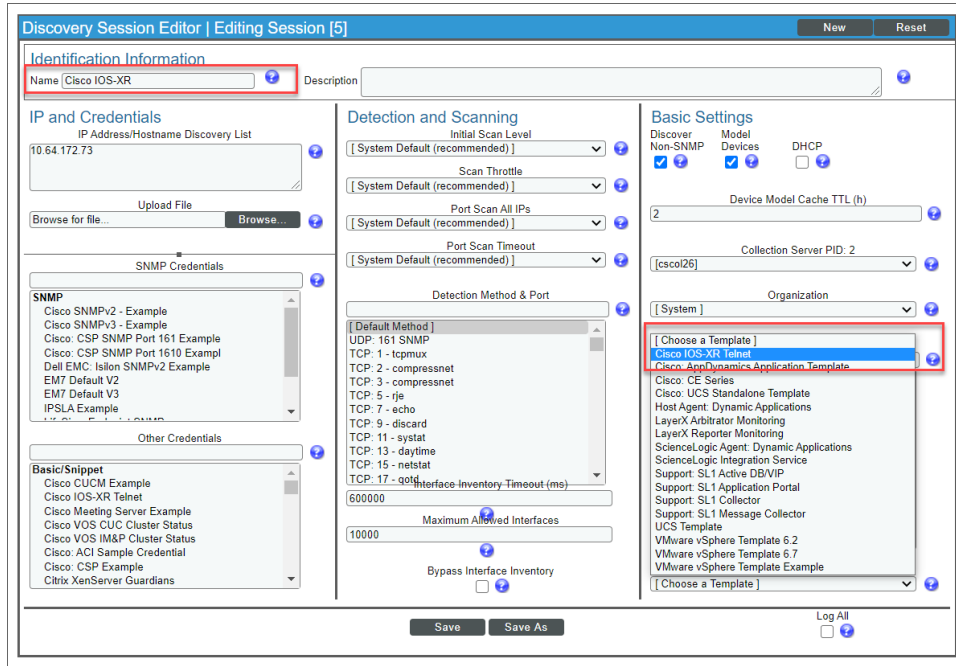 Discovery Session Editor | Editing Session [5]
New
Reset
Identification Information
Name
Cisco IOS-XR
Description
IP and Credentials
IP Address/Hostname Discovery List
10.64.172.73
Upload File
Browse for file...
Browse...
SNMP Credentials
SNMP
Cisco SNMPv2 - Example
Cisco SNMPv3 - Example
Cisco: CSP SNMP Port 161 Example
Cisco: CSP SNMP Port 1610 Exampl
Dell EMC: Isilon SNMPv2 Example
EM7 Default V2
EM7 Default V3
IPSLA Example
Other Credentials
Basic/Snippet
Cisco CUCM Example
Cisco IOS-XR Telnet
Cisco Meeting Server Example
Cisco VOS CUC Cluster Status
Cisco VOS IM&P Cluster Status
Cisco: ACI Sample Credential
Cisco: CSP Example
Citrix XenServer Guardians
Detection and Scanning
Initial Scan Level
[ System Default (recommended) ]
Scan Throttle
[ System Default (recommended) ]
Port Scan All IPs
[ System Default (recommended) ]
Port Scan Timeout
[ System Default (recommended) ]
Detection Method & Port
[ Default Method ]
UDP: 161 SNMP
TCP: 1 - tcpmux
TCP: 2 - compressnet
TCP: 3 - compressnet
TCP: 5 - rje
TCP: 7 - echo
TCP: 9 - discard
TCP: 11 - systat
TCP: 13 - daytime
TCP: 15 - netstat
TCP: 17 - qotd
Interface Inventory Timeout (ms)
600000
Maximum Allowed Interfaces
10000
Bypass Interface Inventory
Basic Settings
Discover Non-SNMP
Model Devices
DHCP
Device Model Cache TTL (h)
2
Collection Server PID: 2
[cscol26]
Organization
[ System ]
[ Choose a Template ]
Cisco IOS-XR Telnet
Cisco: AppDynamics Application Template
Cisco: CE Series
Cisco: UCS Standalone Template
Host Agent: Dynamic Applications
LayerX Arbitrator Monitoring
LayerX Reporter Monitoring
ScienceLogic Agent: Dynamic Applications
ScienceLogic Integration Service
Support: SL1 Active DB/VIP
Support: SL1 Application Portal
Support: SL1 Collector
Support: SL1 Message Collector
UCS Template
VMware vSphere Template 6.2
VMware vSphere Template 6.7
VMware vSphere Template Example
[ Choose a Template ]
Save
Save As
Log All